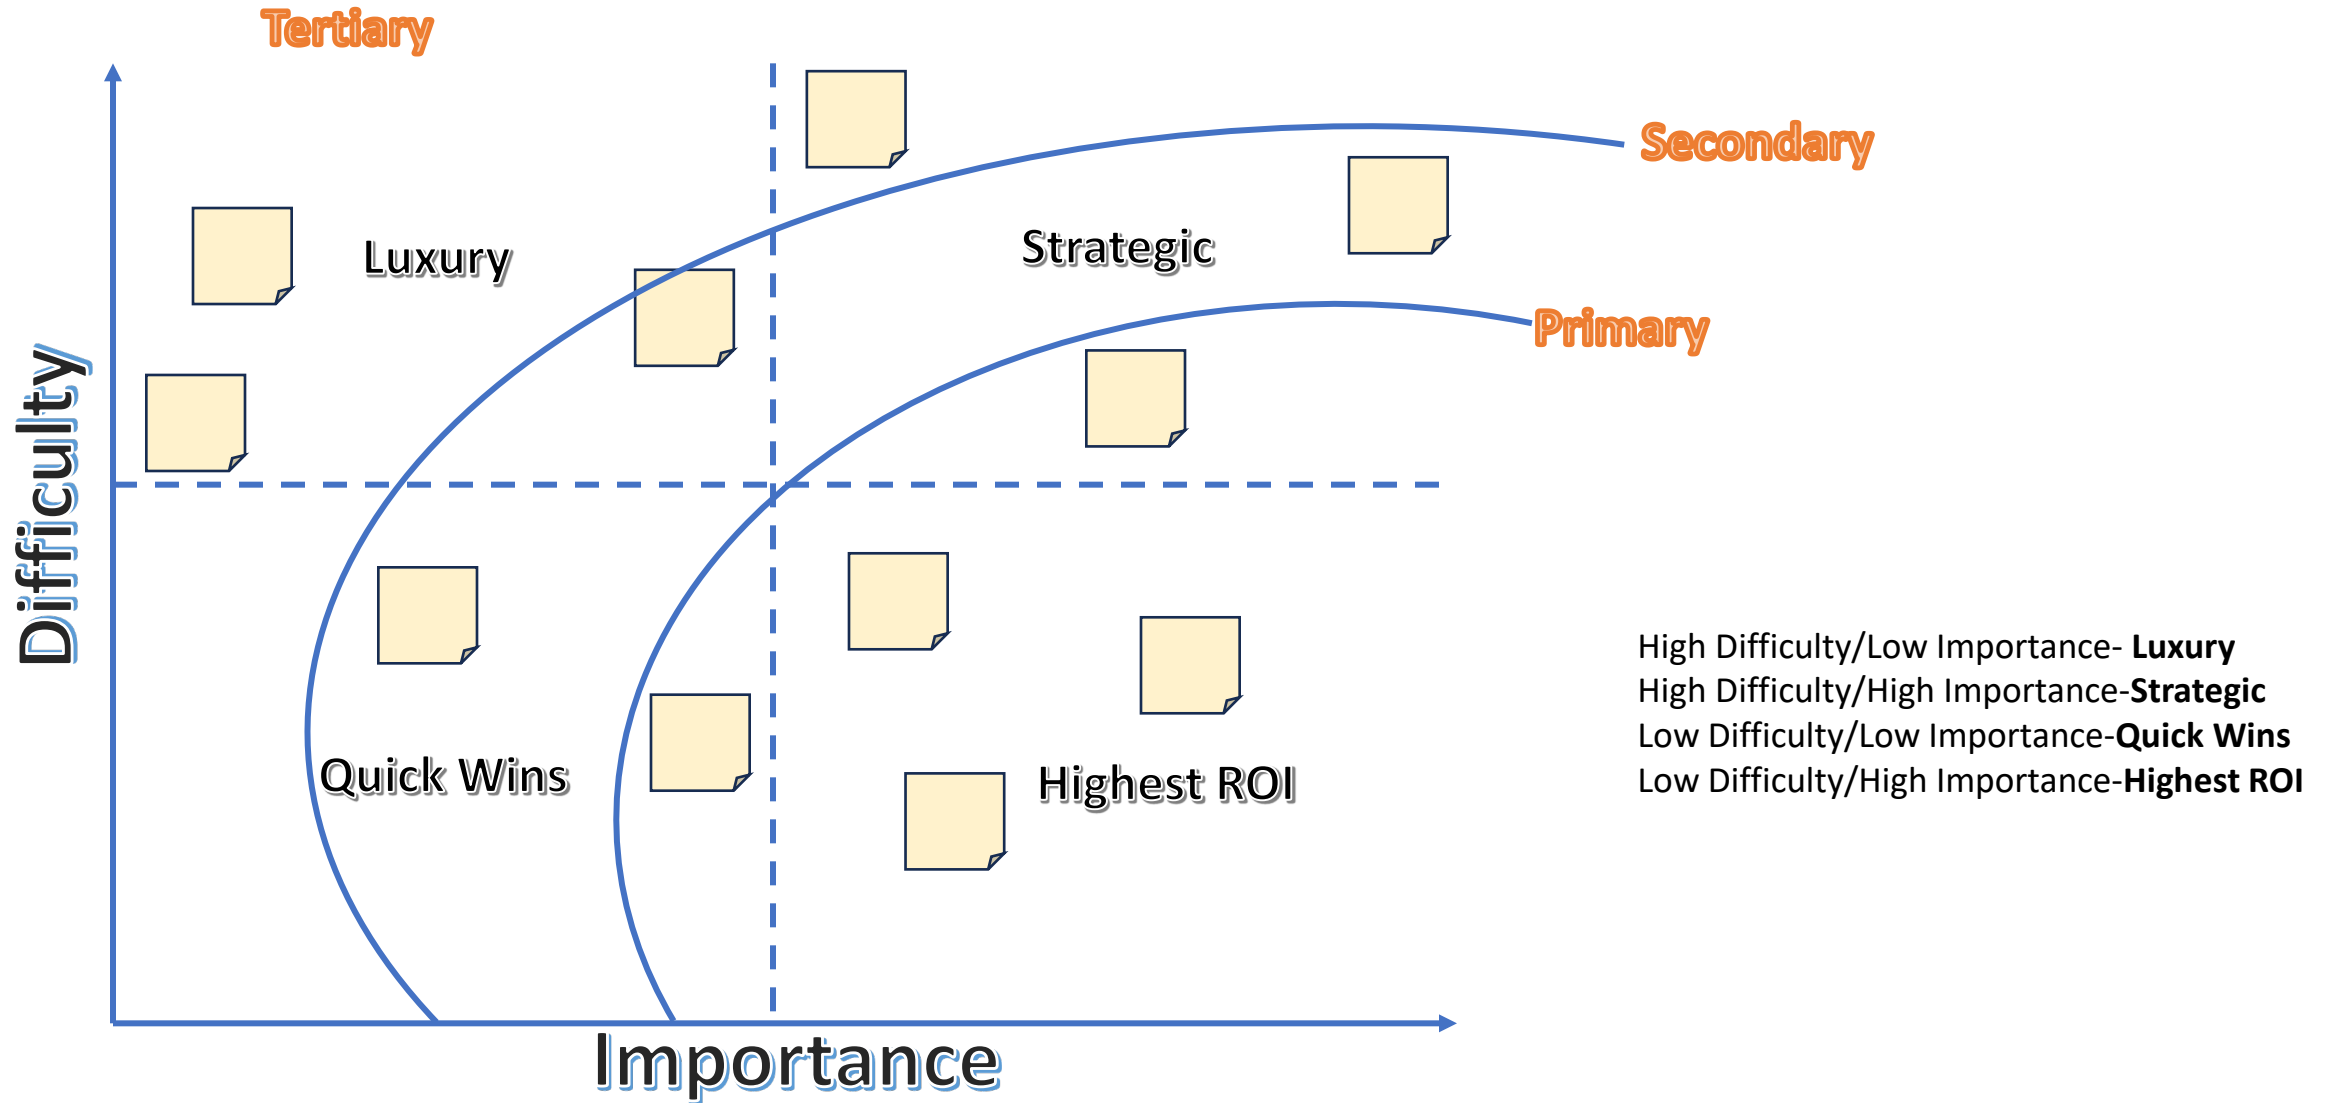 Tertiary
Secondary
Luxury
Strategic
Primary
Difficulty
High Difficulty/Low Importance- Luxury
High Difficulty/High Importance-Strategic
Low Difficulty/Low Importance-Quick Wins
Low Difficulty/High Importance-Highest ROI
Quick Wins
Highest ROI
Importance